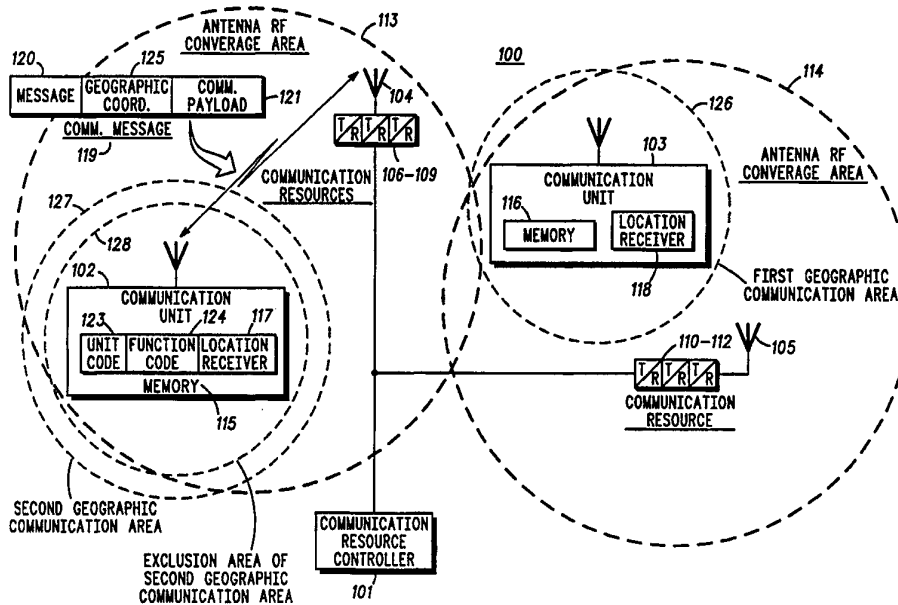 ANTENNA RF
CONVERAGE AREA
113
100
120
125
114
MESSAGE
GEOGRAPHIC
COORD.
COMM.
PAYLOAD
121
COMM. MESSAGE
119
104
T/R T/R T/R
106-109
126
103
ANTENNA RF
CONVERAGE AREA
COMMUNICATION
RESOURCES
COMMUNICATION
UNIT
116
MEMORY
LOCATION
RECEIVER
118
127
128
102
COMMUNICATION
UNIT
123
124
117
UNIT
CODE
FUNCTION
CODE
LOCATION
RECEIVER
MEMORY
115
FIRST GEOGRAPHIC
COMMUNICATION AREA
110-112
105
T/R T/R T/R
COMMUNICATION
RESOURCE
SECOND GEOGRAPHIC
COMMUNICATION AREA
EXCLUSION AREA OF
SECOND GEOGRAPHIC
COMMUNICATION AREA
COMMUNICATION
RESOURCE
CONTROLLER
101